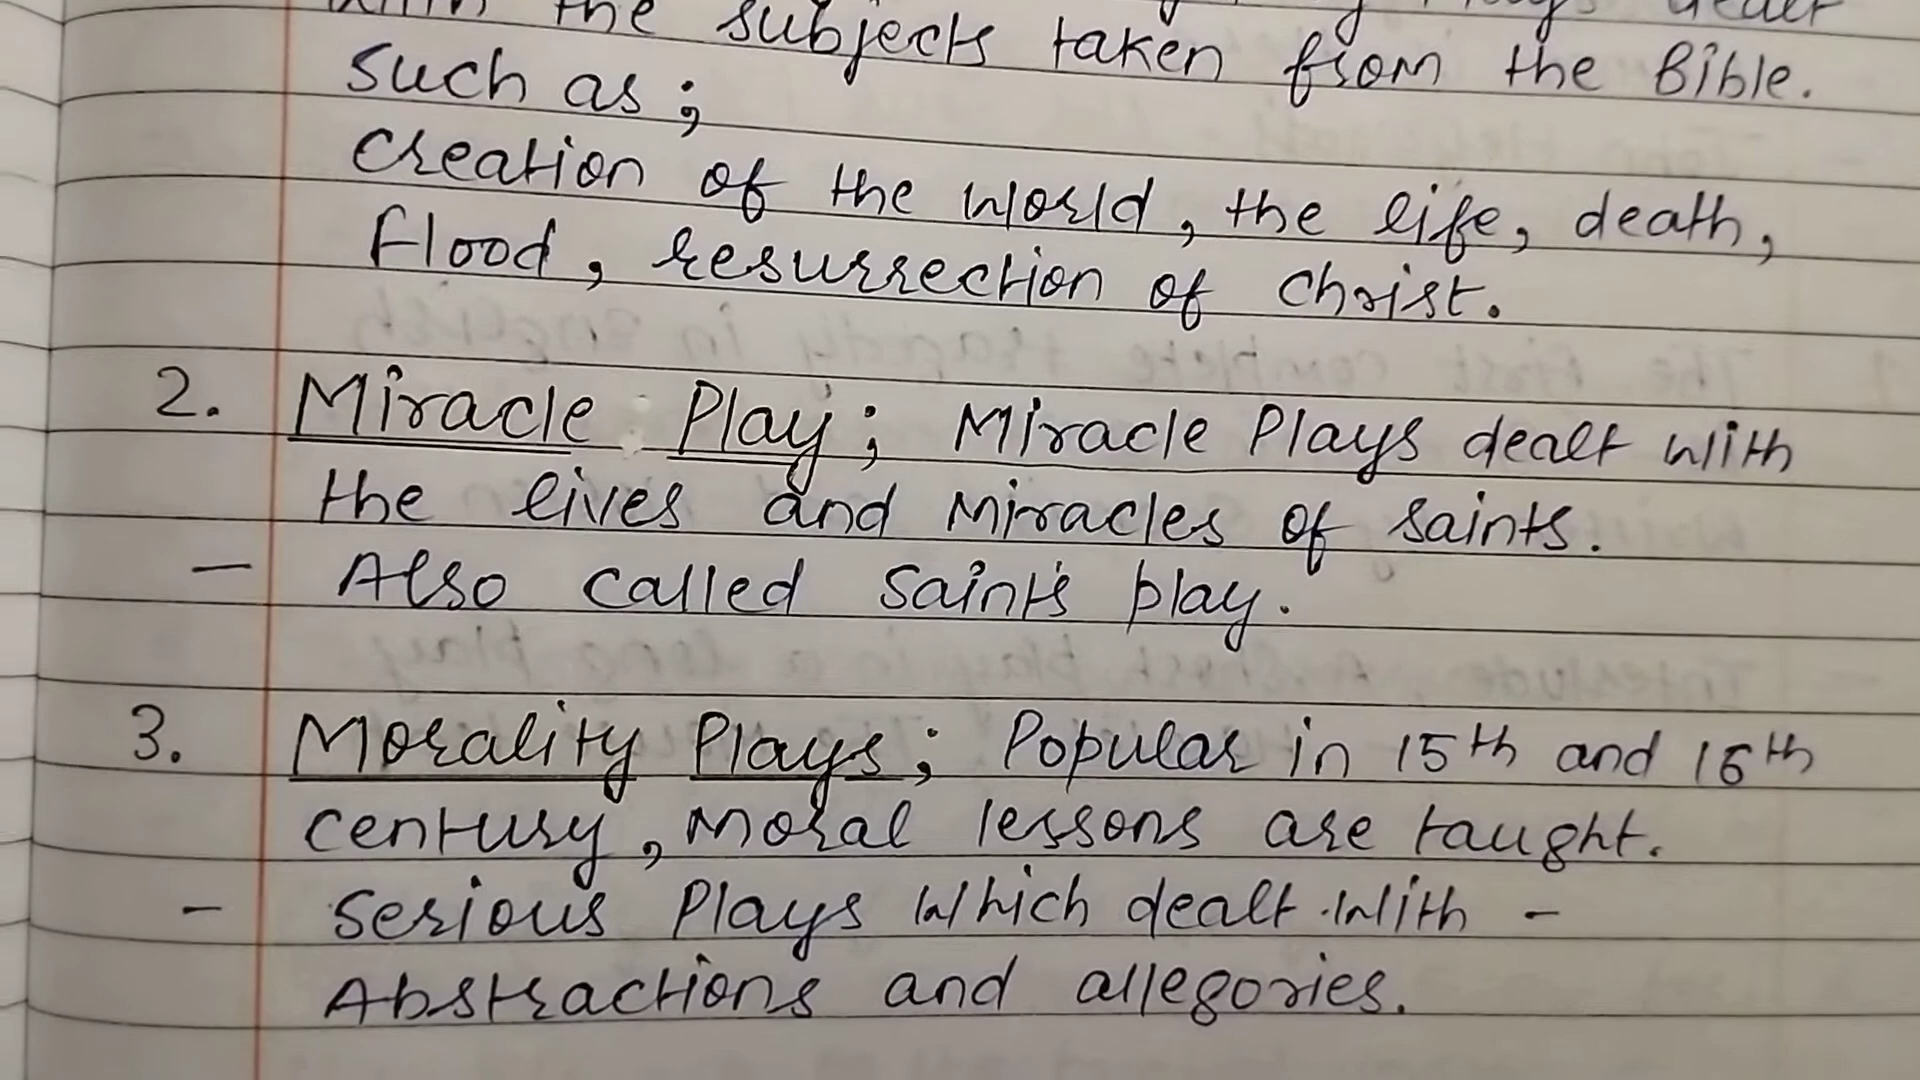 the subjects taken from the Bible.
such as ;
creation of the world, the life, death,
flood, resurrection of christ.
2. Miracle Play; Miracle Plays dealt with
the lives and Miracles of saints.
- Also called saint's play.
3. Morality Plays; Popular in 15th and 16th
century, Moral lessons are taught.
- Serious Plays which dealt with -
Abstractions and allegories.